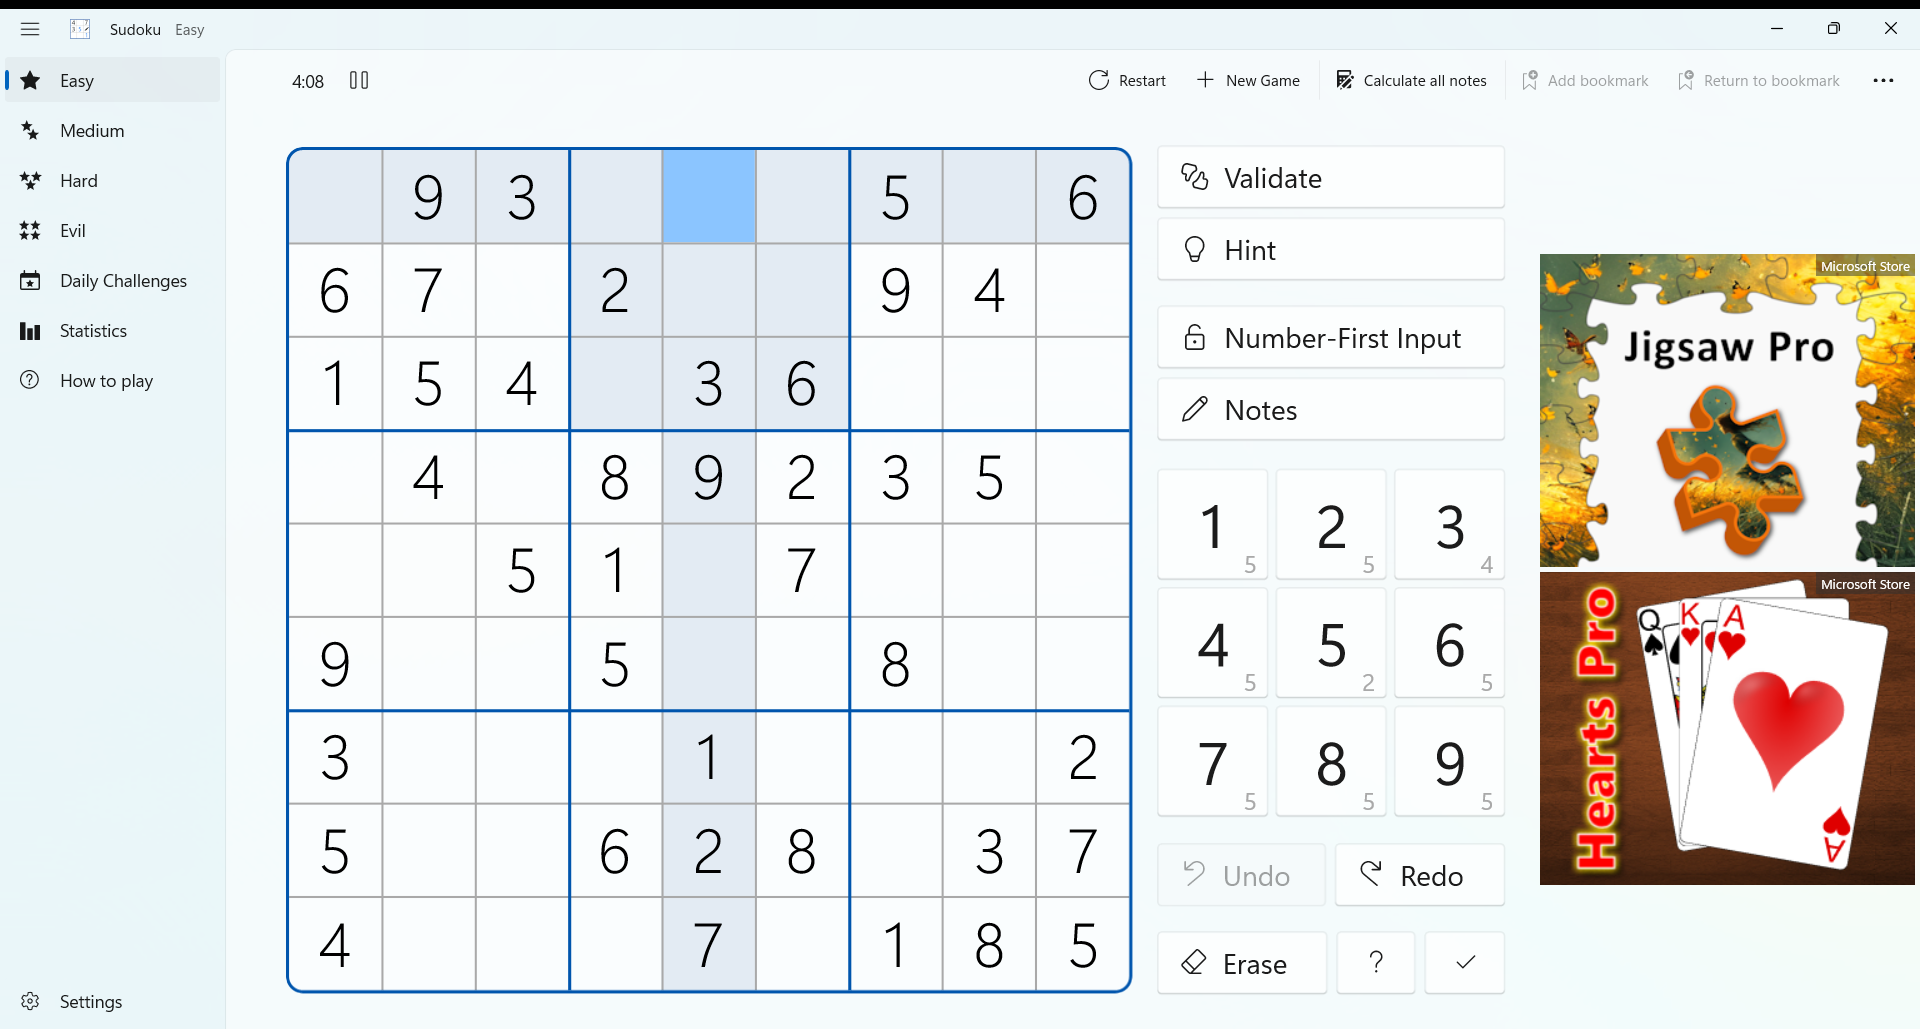 Sudoku Easy
Easy
Medium
Hard
Evil
Daily Challenges
Statistics
How to play
Settings
4:08
Restart
New Game
Calculate all notes
Add bookmark
Return to bookmark
9 3 5 6
6 7 2 9 4
1 5 4 3 6
4 8 9 2 3 5
5 1 7
9 5 8
3 1 2
5 6 2 8 3 7
4 7 1 8 5
Validate
Hint
Number-First Input
Notes
1 5 2 5 3 4
4 5 5 2 6 5
7 5 8 5 9 5
Undo Redo
Erase ?
Microsoft Store
Jigsaw Pro
Microsoft Store
Hearts Pro
Q K A
A